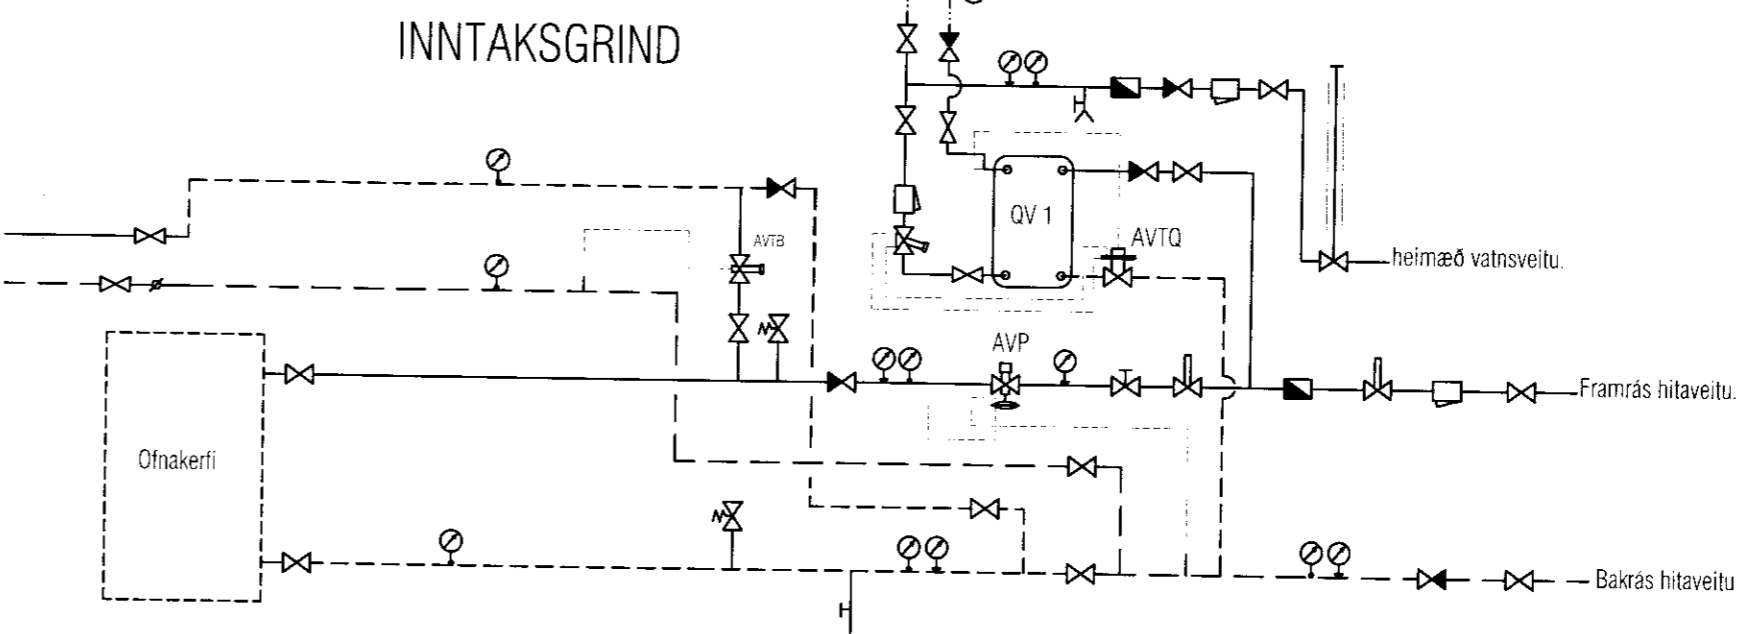 INNTAKSGRIND
QV 1
AVTB
AVTQ
heimæð vatnsveitu.
AVP
Framrás hitaveitu.
Ofnakerfi
Bakrás hitaveitu